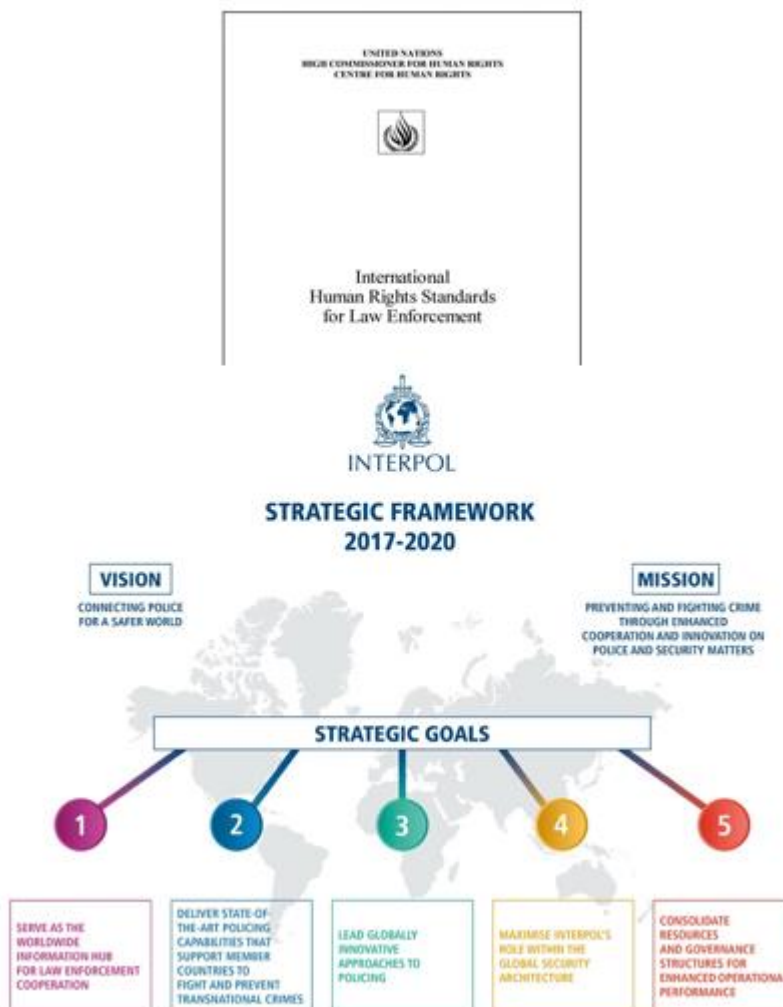 UNITED NATIONS
HIGH COMMISSIONER FOR HUMAN RIGHTS
CENTRE FOR HUMAN RIGHTS
International
Human Rights Standards
for Law Enforcement
INTERPOL
STRATEGIC FRAMEWORK
2017-2020
VISION
CONNECTING POLICE
FOR A SAFER WORLD
MISSION
PREVENTING AND FIGHTING CRIME
THROUGH ENHANCED
COOPERATION AND INNOVATION ON
POLICE AND SECURITY MATTERS
STRATEGIC GOALS
1
2
3
4
5
SERVE AS THE
WORLDWIDE
INFORMATION HUB
FOR LAW ENFORCEMENT
COOPERATION
DELIVER STATE-OF-
THE-ART POLICING
CAPABILITIES THAT
SUPPORT MEMBER
COUNTRIES TO
FIGHT AND PREVENT
TRANSNATIONAL CRIMES
LEAD GLOBALLY
INNOVATIVE
APPROACHES TO
POLICING
MAXIMISE INTERPOL'S
ROLE WITHIN THE
GLOBAL SECURITY
ARCHITECTURE
CONSOLIDATE
RESOURCES
AND GOVERNANCE
STRUCTURES FOR
ENHANCED OPERATIONA
PERFORMANCE